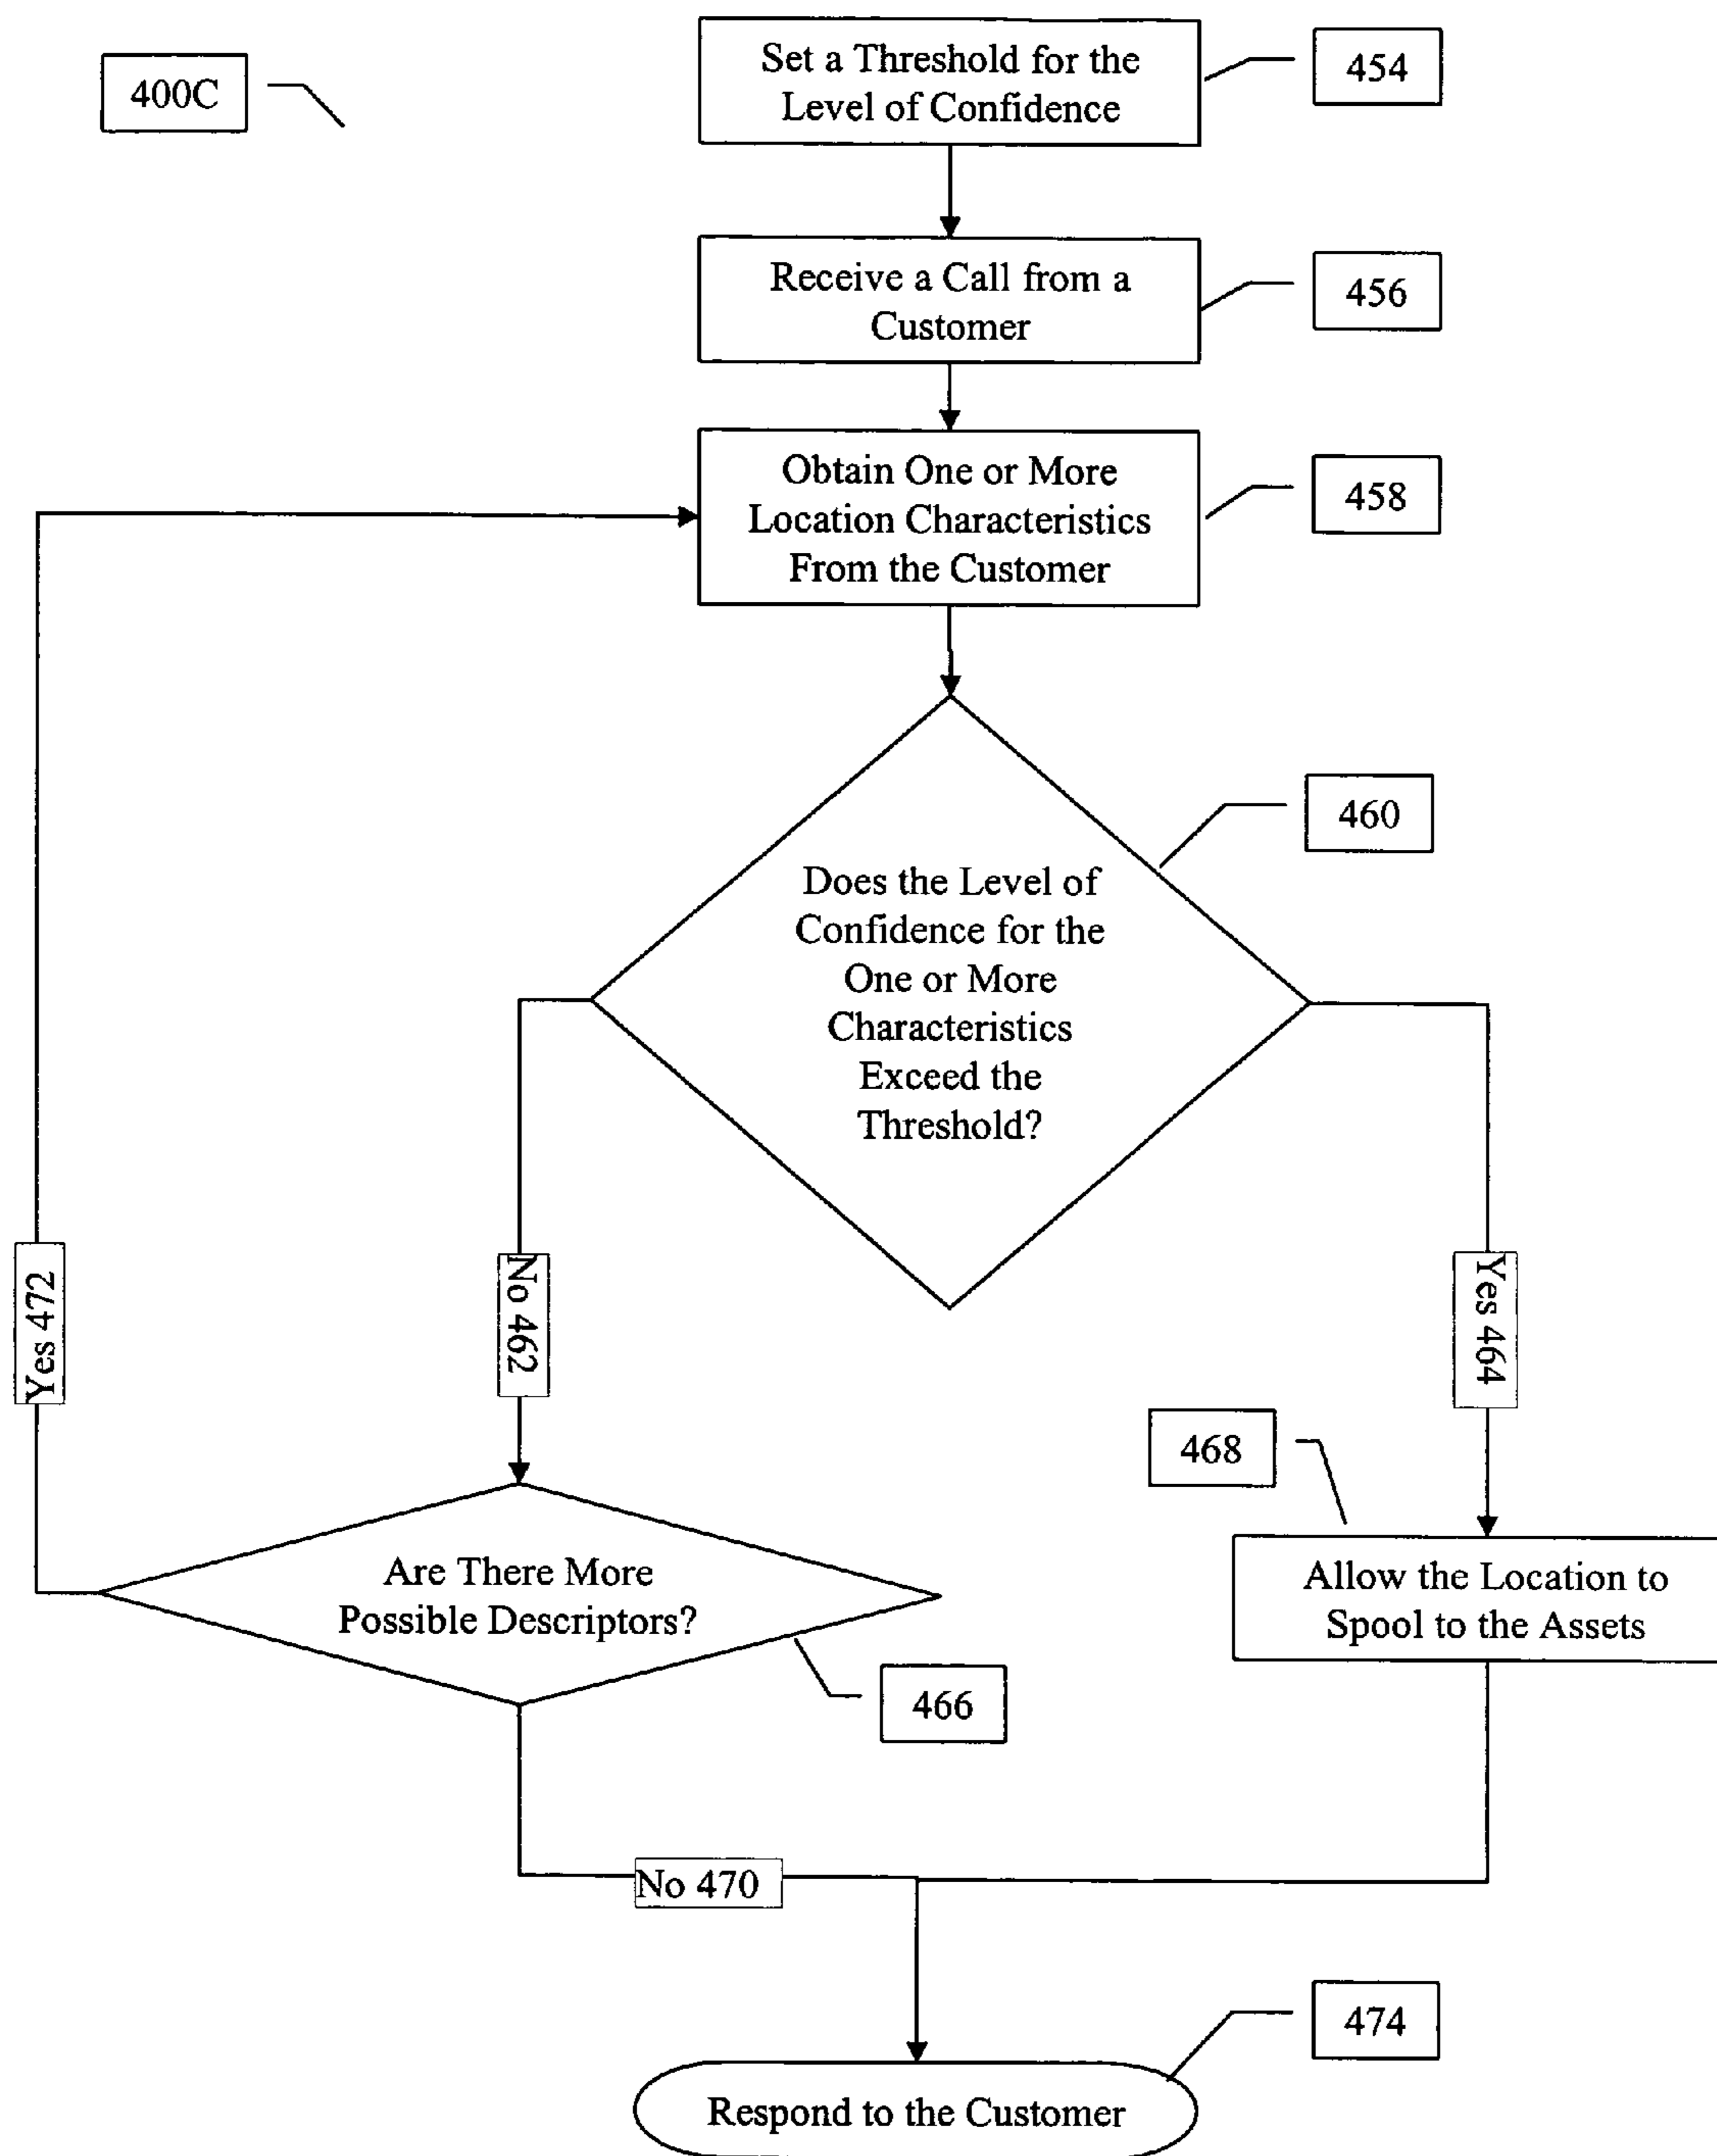 400C
Set a Threshold for the
Level of Confidence
454
Receive a Call from a
Customer
456
Obtain One or More
Location Characteristics
From the Customer
458
460
Does the Level of
Confidence for the
One or More
Characteristics
Exceed the
Threshold?
Yes 472
No 462
Yes 464
468
Are There More
Possible Descriptors?
Allow the Location to
Spool to the Assets
466
No 470
474
Respond to the Customer